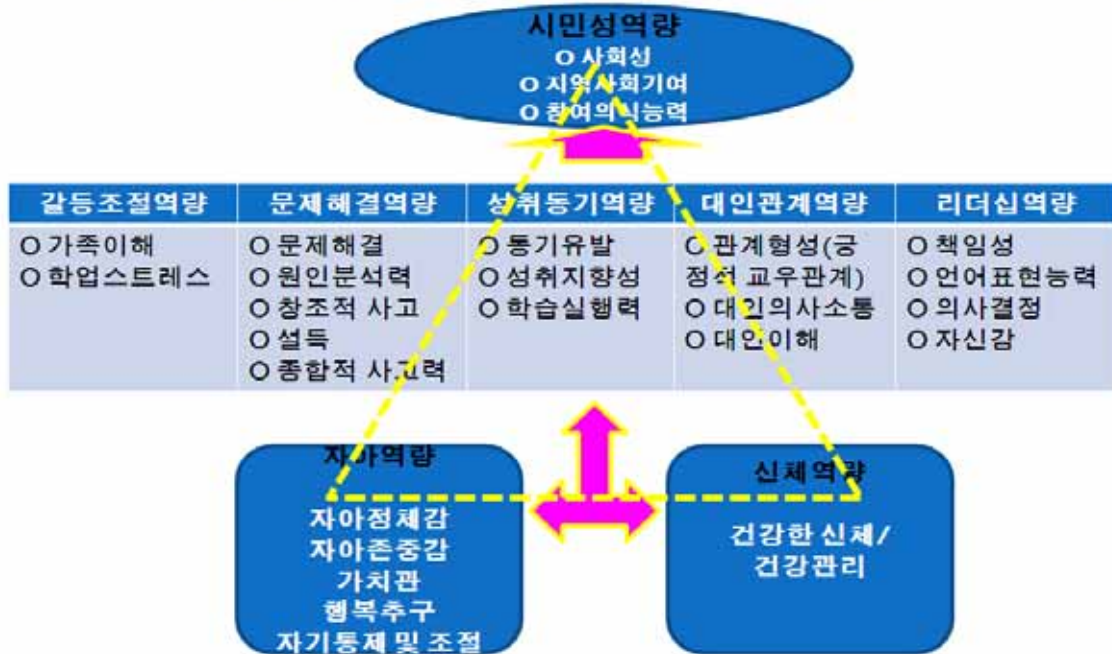 시민성역량
O 사회성
O 지역사회기여
O 참여의식능력
갈등조절역량
O 가족이해
O 학업스트레스
문제해결역량
O 문제해결
O 원인분석력
O 창조적 사고
O 설득
O 종합적 사고력
성취동기역량
O 동기유발
O 성취지향성
O 학습실행력
대인관계역량
O 관계형성(긍
정적 교우관계)
O 대인의사소통
O 대인이해
리더십역량
O 책임성
O 언어표현능력
O 의사결정
O 자신감
자아역량
자아정체감
자아존중감
가치관
행복추구
자기통제 및 조절
신체역량
건강한 신체/
건강관리